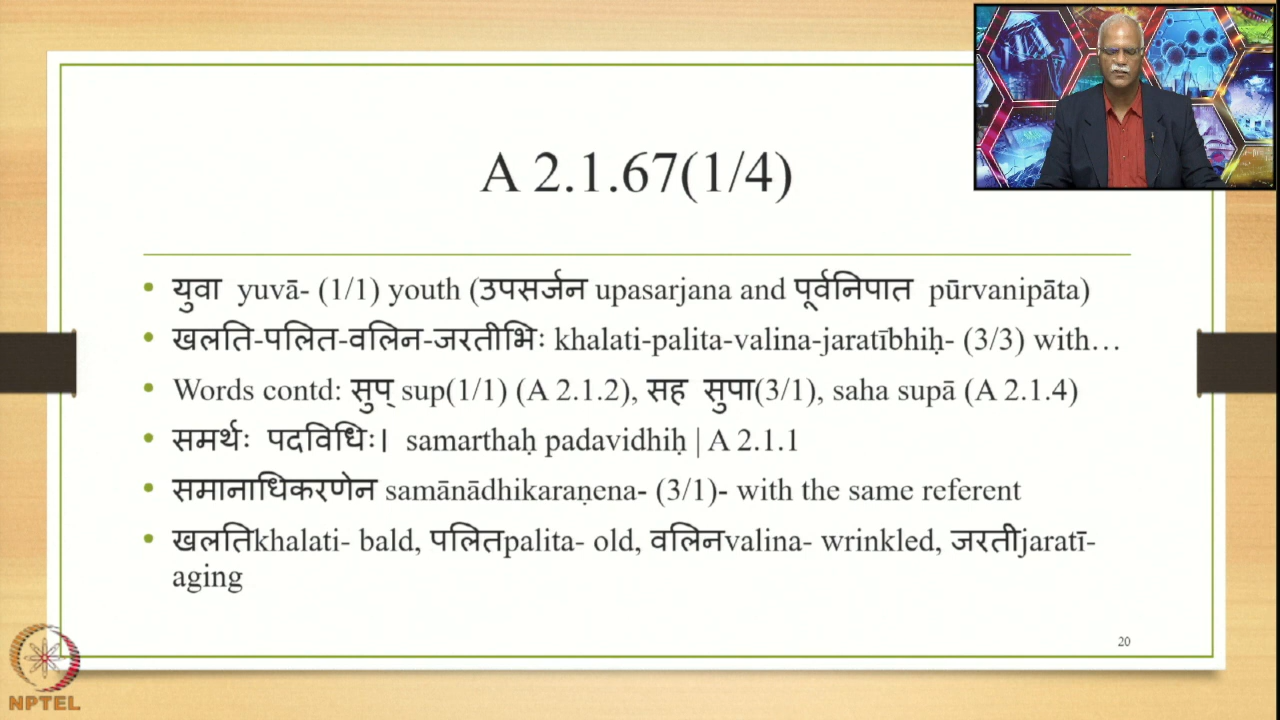 A 2.1.67(1/4)
• युवा yuvā- (1/1) youth (उपसर्जन upasarjana and पूर्वनिपात pūrvanipāta)
• खलति-पलित-वलिन-जरतीभिः khalati-palita-valina-jaratībhiḥ- (3/3) with…
• Words contd: सुप् sup(1/1) (A 2.1.2), सह सुपा(3/1), saha supā (A 2.1.4)
• समर्थः पदविधिः। samarthaḥ padavidhiḥ | A 2.1.1
• समानाधिकरणेन samānādhikaraṇena- (3/1)- with the same referent
• खलतिkhalati- bald, पलितpalita- old, वलिनvalina- wrinkled, जरतीjaratī-
aging
20
NPTEL